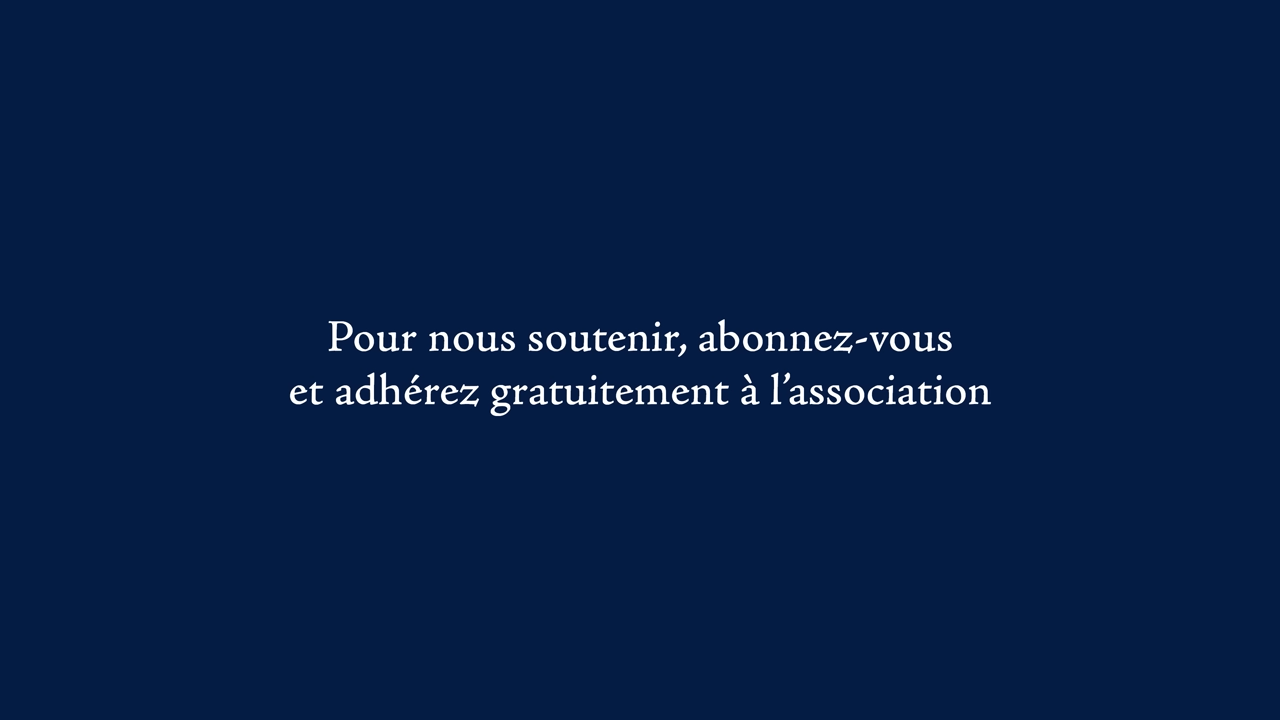 Pour nous soutenir, abonnez-vous
et adhérez gratuitement à l’association